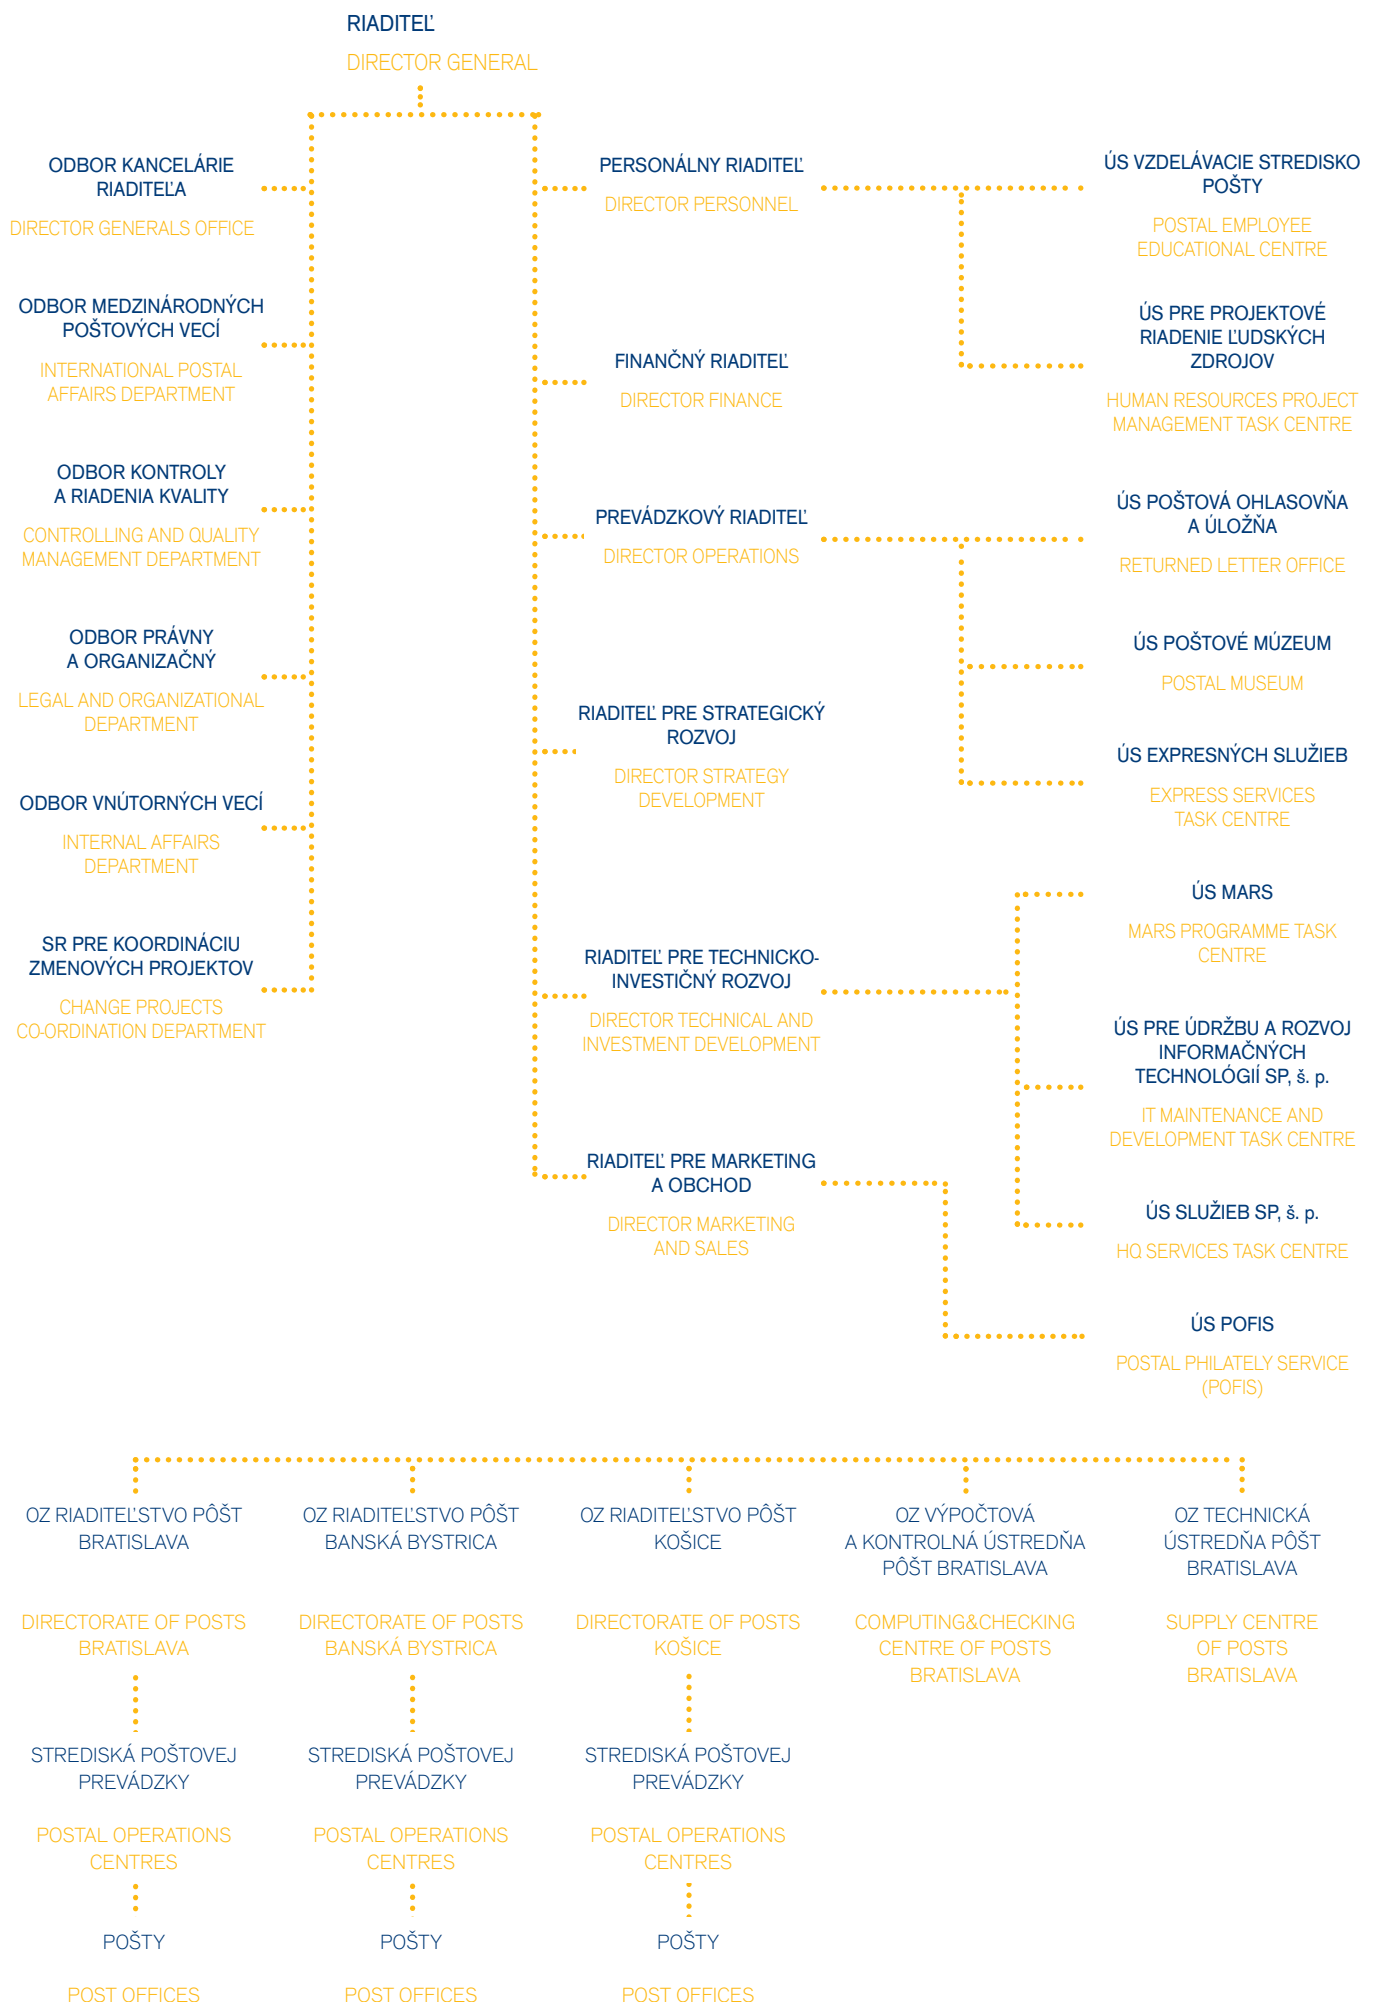 RIADITEĽ
DIRECTOR GENERAL
ODBOR KANCELÁRIE
RIADITEĽA
DIRECTOR GENERALS OFFICE
ODBOR MEDZINÁRODNÝCH
POŠTOVÝCH VECÍ
INTERNATIONAL POSTAL
AFFAIRS DEPARTMENT
ODBOR KONTROLY
A RIADENIA KVALITY
CONTROLLING AND QUALITY
MANAGEMENT DEPARTMENT
ODBOR PRÁVNY
A ORGANIZAČNÝ
LEGAL AND ORGANIZATIONAL
DEPARTMENT
ODBOR VNÚTORNÝCH VECÍ
INTERNAL AFFAIRS
DEPARTMENT
SR PRE KOORDINÁCIU
ZMENOVÝCH PROJEKTOV
CHANGE PROJECTS
CO-ORDINATION DEPARTMENT
PERSONÁLNY RIADITEĽ
DIRECTOR PERSONNEL
FINANČNÝ RIADITEĽ
DIRECTOR FINANCE
PREVÁDZKOVÝ RIADITEĽ
DIRECTOR OPERATIONS
RIADITEĽ PRE STRATEGICKÝ
ROZVOJ
DIRECTOR STRATEGY
DEVELOPMENT
RIADITEĽ PRE TECHNICKO-
INVESTIČNÝ ROZVOJ
DIRECTOR TECHNICAL AND
INVESTMENT DEVELOPMENT
RIADITEĽ PRE MARKETING
A OBCHOD
DIRECTOR MARKETING
AND SALES
ÚS VZDELÁVACIE STREDISKO
POŠTY
POSTAL EMPLOYEE
EDUCATIONAL CENTRE
ÚS PRE PROJEKTOVÉ
RIADENIE ĽUDSKÝCH
ZDROJOV
HUMAN RESOURCES PROJECT
MANAGEMENT TASK CENTRE
ÚS POŠTOVÁ OHLASOVŇA
A ÚLOŽŇA
RETURNED LETTER OFFICE
ÚS POŠTOVÉ MÚZEUM
POSTAL MUSEUM
ÚS EXPRESNÝCH SLUŽIEB
EXPRESS SERVICES
TASK CENTRE
ÚS MARS
MARS PROGRAMME TASK
CENTRE
ÚS PRE ÚDRŽBU A ROZVOJ
INFORMAČNÝCH
TECHNOLÓGIÍ SP, š. p.
IT MAINTENANCE AND
DEVELOPMENT TASK CENTRE
ÚS SLUŽIEB SP, š. p.
HQ SERVICES TASK CENTRE
ÚS POFIS
POSTAL PHILATELY SERVICE
(POFIS)
OZ RIADITEĽSTVO PÔŠT
BRATISLAVA
DIRECTORATE OF POSTS
BRATISLAVA
STREDISKÁ POŠTOVEJ
PREVÁDZKY
POSTAL OPERATIONS
CENTRES
POŠTY
POST OFFICES
OZ RIADITEĽSTVO PÔŠT
BANSKÁ BYSTRICA
DIRECTORATE OF POSTS
BANSKÁ BYSTRICA
STREDISKÁ POŠTOVEJ
PREVÁDZKY
POSTAL OPERATIONS
CENTRES
POŠTY
POST OFFICES
OZ RIADITEĽSTVO PÔŠT
KOŠICE
DIRECTORATE OF POSTS
KOŠICE
STREDISKÁ POŠTOVEJ
PREVÁDZKY
POSTAL OPERATIONS
CENTRES
POŠTY
POST OFFICES
OZ VÝPOČTOVÁ
A KONTROLNÁ ÚSTREDŇA
PÔŠT BRATISLAVA
COMPUTING&CHECKING
CENTRE OF POSTS
BRATISLAVA
OZ TECHNICKÁ
ÚSTREDŇA PÔŠT
BRATISLAVA
SUPPLY CENTRE
OF POSTS
BRATISLAVA